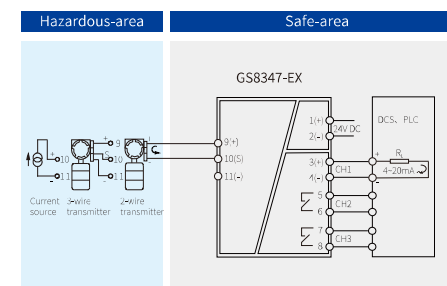 Hazardous-area
Safe-area
GS8347-EX
1(+)
24V DC
2(-)
DCS、PLC
+ 9
9(+)
+
10
S
10
10(S)
3(+)
+
RL
CH1
4~20mA
-
11
-
11
11(-)
4(-)
-
5
CH2
6
7
CH3
8
Current
source
3-wire
transmitter
2-wire
transmitter